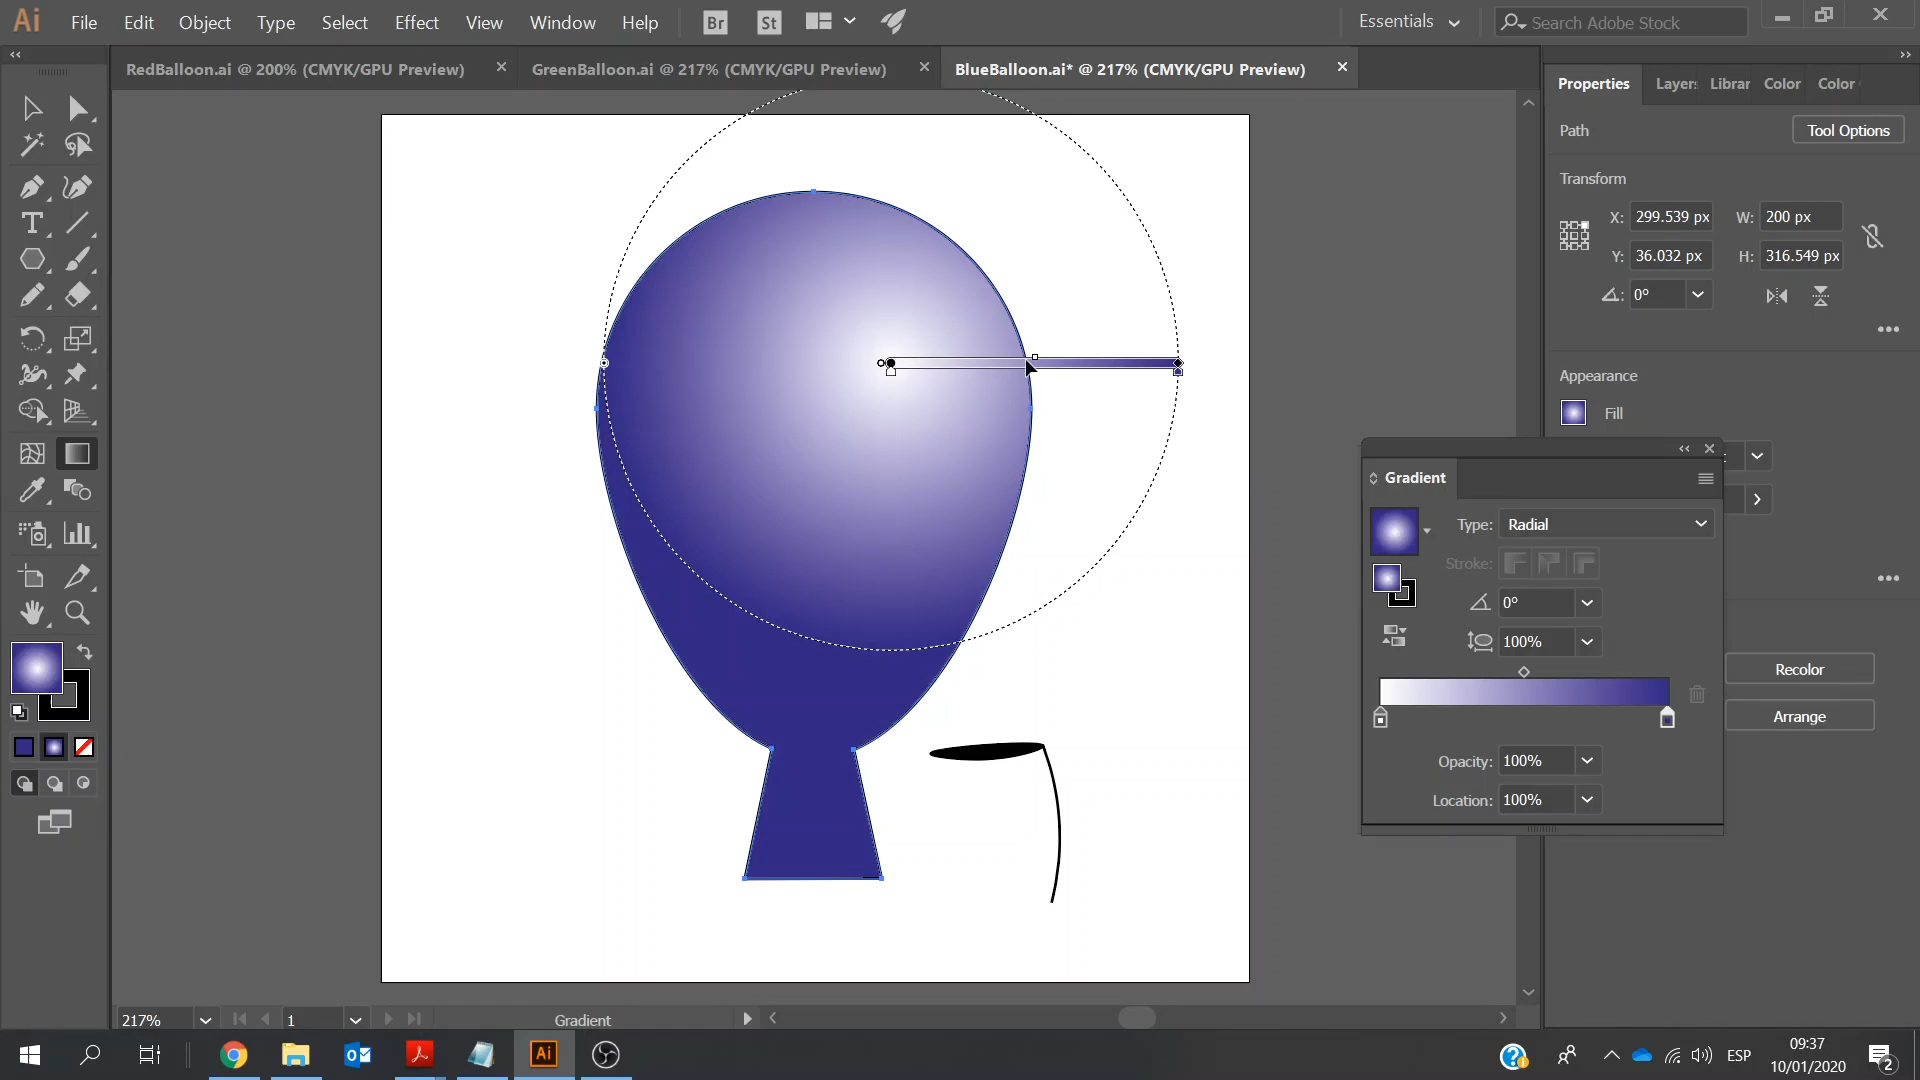 Ai File Edit Object Type Select Effect View Window Help Br St Essentials Search Adobe Stock
RedBalloon.ai @ 200% (CMYK/GPU Preview) GreenBalloon.ai @ 217% (CMYK/GPU Preview) BlueBalloon.ai* @ 217% (CMYK/GPU Preview)
Properties Layers Librar Color Color
Path Tool Options
Transform
X: 299.539 px W: 200 px
Y: 36.032 px H: 316.549 px
0°
Appearance
Fill
Gradient
Type: Radial
Stroke:
0°
100%
Recolor
Arrange
Opacity: 100%
Location: 100%
217% 1 Gradient
ESP
09:37
10/01/2020
2